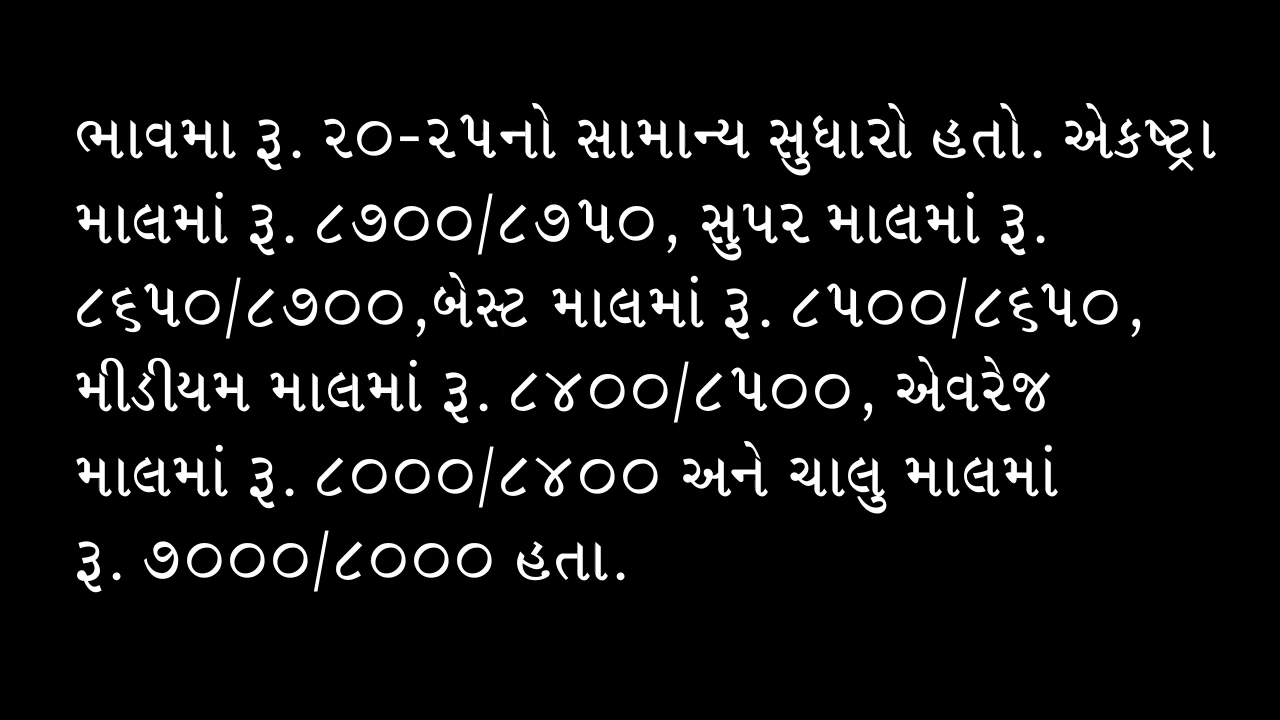 ભાવમા રૂ. ૨૦-૨૫નો સામાન્ય સુધારો હતો. એકષ્ટ્રા
માલમાં રૂ. ૮૭૦૦/૮૭૫૦, સુપર માલમાં રૂ.
૮૬૫૦/૮૭૦૦,બેસ્ટ માલમાં રૂ. ૮૫૦૦/૮૬૫૦,
મીડીયમ માલમાં રૂ. ૮૪૦૦/૮૫૦૦, એવરેજ
માલમાં રૂ. ૮૦૦૦/૮૪૦૦ અને ચાલુ માલમાં
રૂ. ૭૦૦૦/૮૦૦૦ હતા.